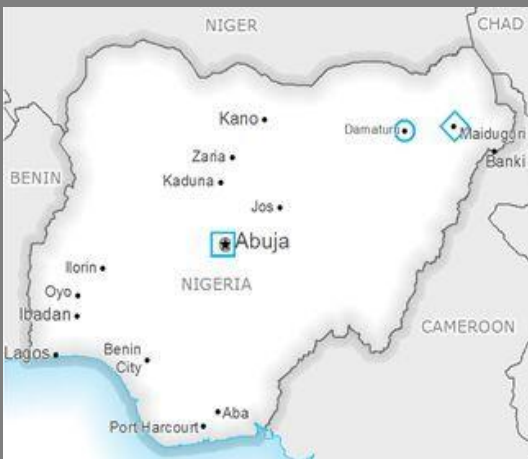 NIGER
CHAD
Kano
Damaturu
Maiduguri
Banki
Zaria
Kaduna
BENIN
Jos
Abuja
Ilorin
NIGERIA
Oyo
Ibadan
CAMEROON
Lagos
Benin
City
Aba
Port Harcourt